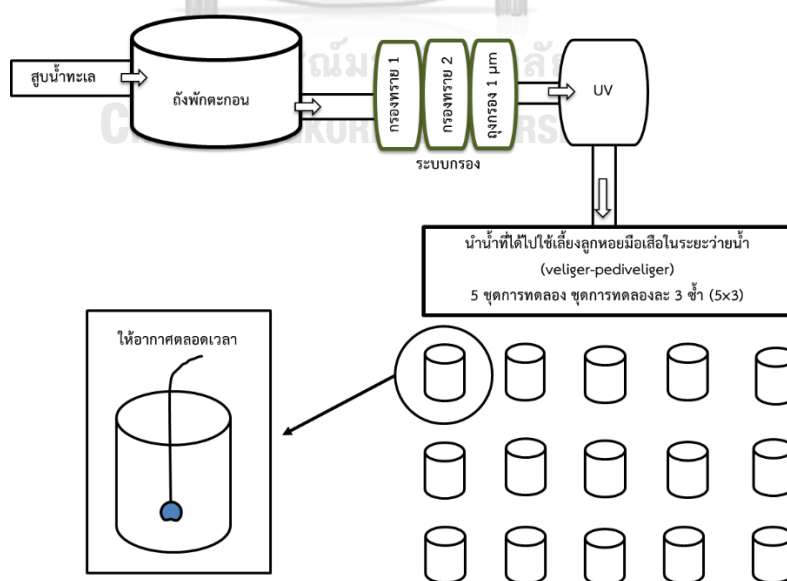 สูบน้ำทะเล
ถังพักตะกอน
กรองทราย 1
กรองทราย 2
ถุงกรอง 1 µm
UV
ระบบกรอง
นำน้ำที่ได้ไปใช้เลี้ยงลูกหอยมือเสือในระยะว่ายน้ำ
(veliger-pediveliger)
5 ชุดการทดลอง ชุดการทดลองละ 3 ซ้ำ (5x3)
ให้อากาศตลอดเวลา